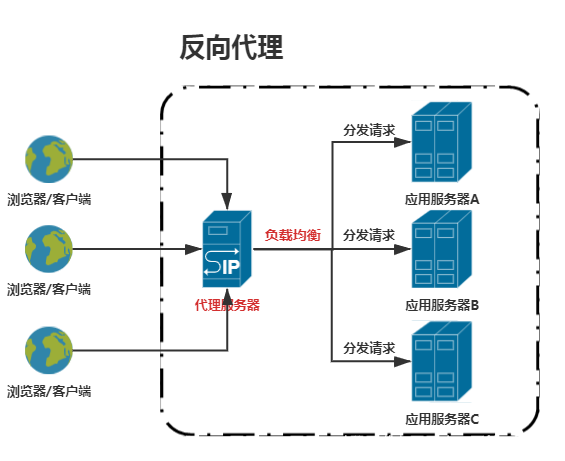 反向代理
分发请求
浏览器/客户端
应用服务器A
负载均衡
分发请求
IP
浏览器/客户端
代理服务器
应用服务器B
分发请求
浏览器/客户端
应用服务器C